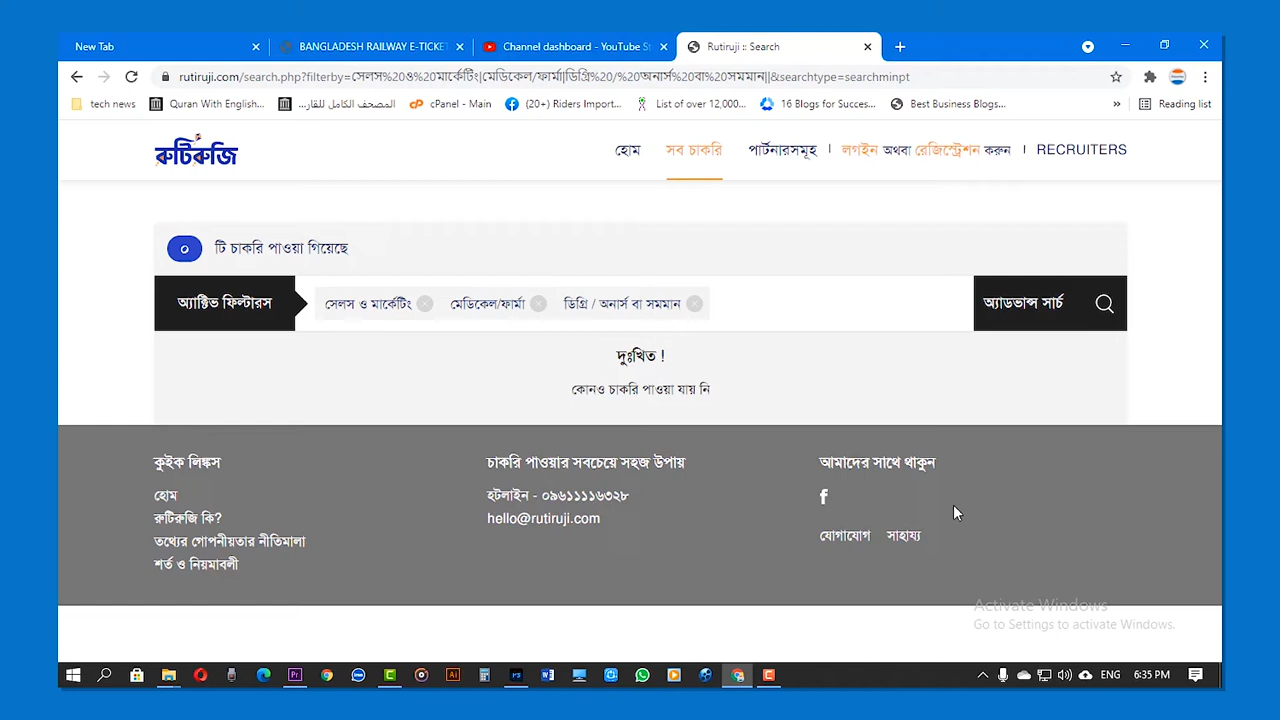 New Tab
BANGLADESH RAILWAY E-TICKET
Channel dashboard - YouTube St
Rutiruji :: Search
rutiruji.com/search.php?filterby=সেলস%20ও%20মার্কেটিং|মেডিকেল/ফার্মা|ডিগ্রি%20/%20অনার্স%20বা%20সমমান||&searchtype=searchminpt
tech news
Quran With English...
المصحف الكامل للقار...
cPanel - Main
(20+) Riders Import...
List of over 12,000...
16 Blogs for Succes...
Best Business Blogs...
»
Reading list
রুটিরুজি
হোম
সব চাকরি
পার্টনারসমূহ
লগইন অথবা রেজিস্ট্রেশন করুন
RECRUITERS
০ টি চাকরি পাওয়া গিয়েছে
অ্যাক্টিভ ফিল্টারস
সেলস ও মার্কেটিং
মেডিকেল/ফার্মা
ডিগ্রি / অনার্স বা সমমান
অ্যাডভান্স সার্চ
দুঃখিত !
কোনও চাকরি পাওয়া যায় নি
কুইক লিঙ্কস
হোম
রুটিরুজি কি?
তথ্যের গোপনীয়তার নীতিমালা
শর্ত ও নিয়মাবলী
চাকরি পাওয়ার সবচেয়ে সহজ উপায়
হটলাইন - ০৯৬১১১১৬৩২৮
hello@rutiruji.com
আমাদের সাথে থাকুন
যোগাযোগ
সাহায্য
Activate Windows
Go to Settings to activate Windows.
ENG
6:35 PM